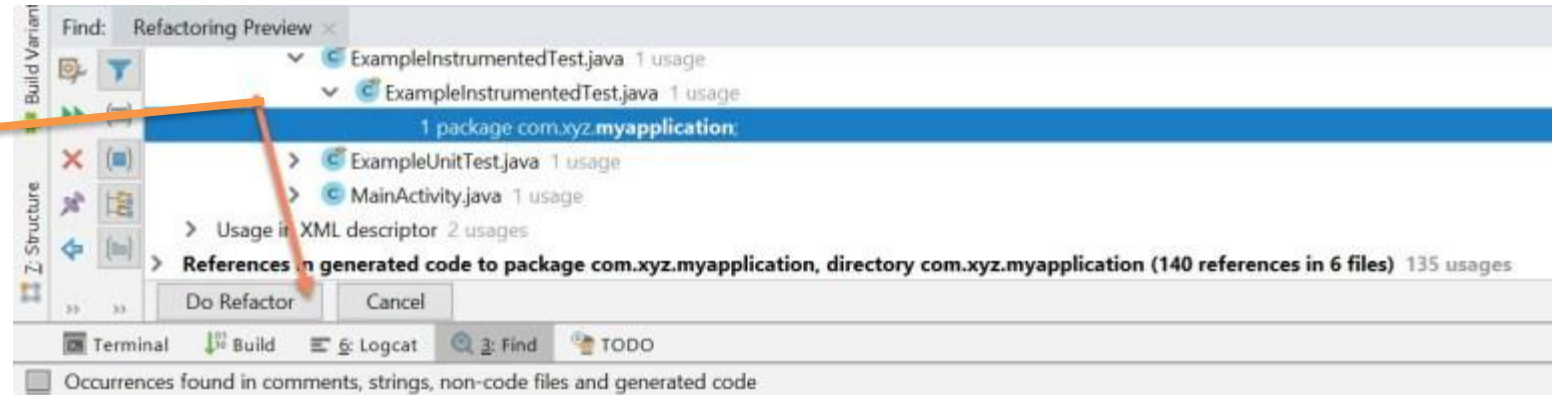 Build Variant
Find: Refactoring Preview
ExampleInstrumentedTest.java 1 usage
ExampleInstrumentedTest.java 1 usage
1 package com.xyz.myapplication;
ExampleUnitTest.java 1 usage
MainActivity.java 1 usage
Usage in XML descriptor 2 usages
References in generated code to package com.xyz.myapplication, directory com.xyz.myapplication (140 references in 6 files) 135 usages
Z: Structure
Do Refactor Cancel
Terminal Build 6: Logcat 3: Find TODO
Occurrences found in comments, strings, non-code files and generated code